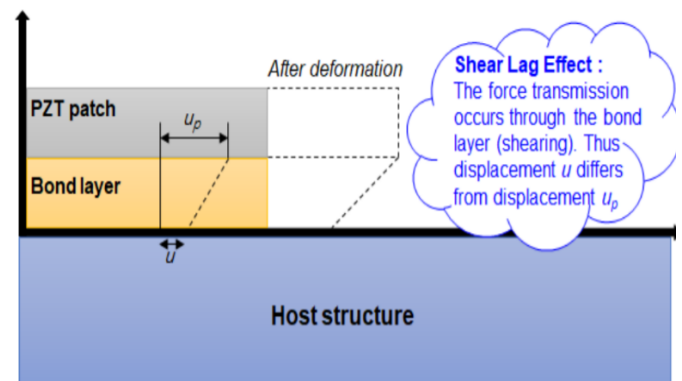 After deformation
PZT patch
u_p
Bond layer
u
Shear Lag Effect :
The force transmission
occurs through the bond
layer (shearing). Thus
displacement u differs
from displacement u_p
Host structure